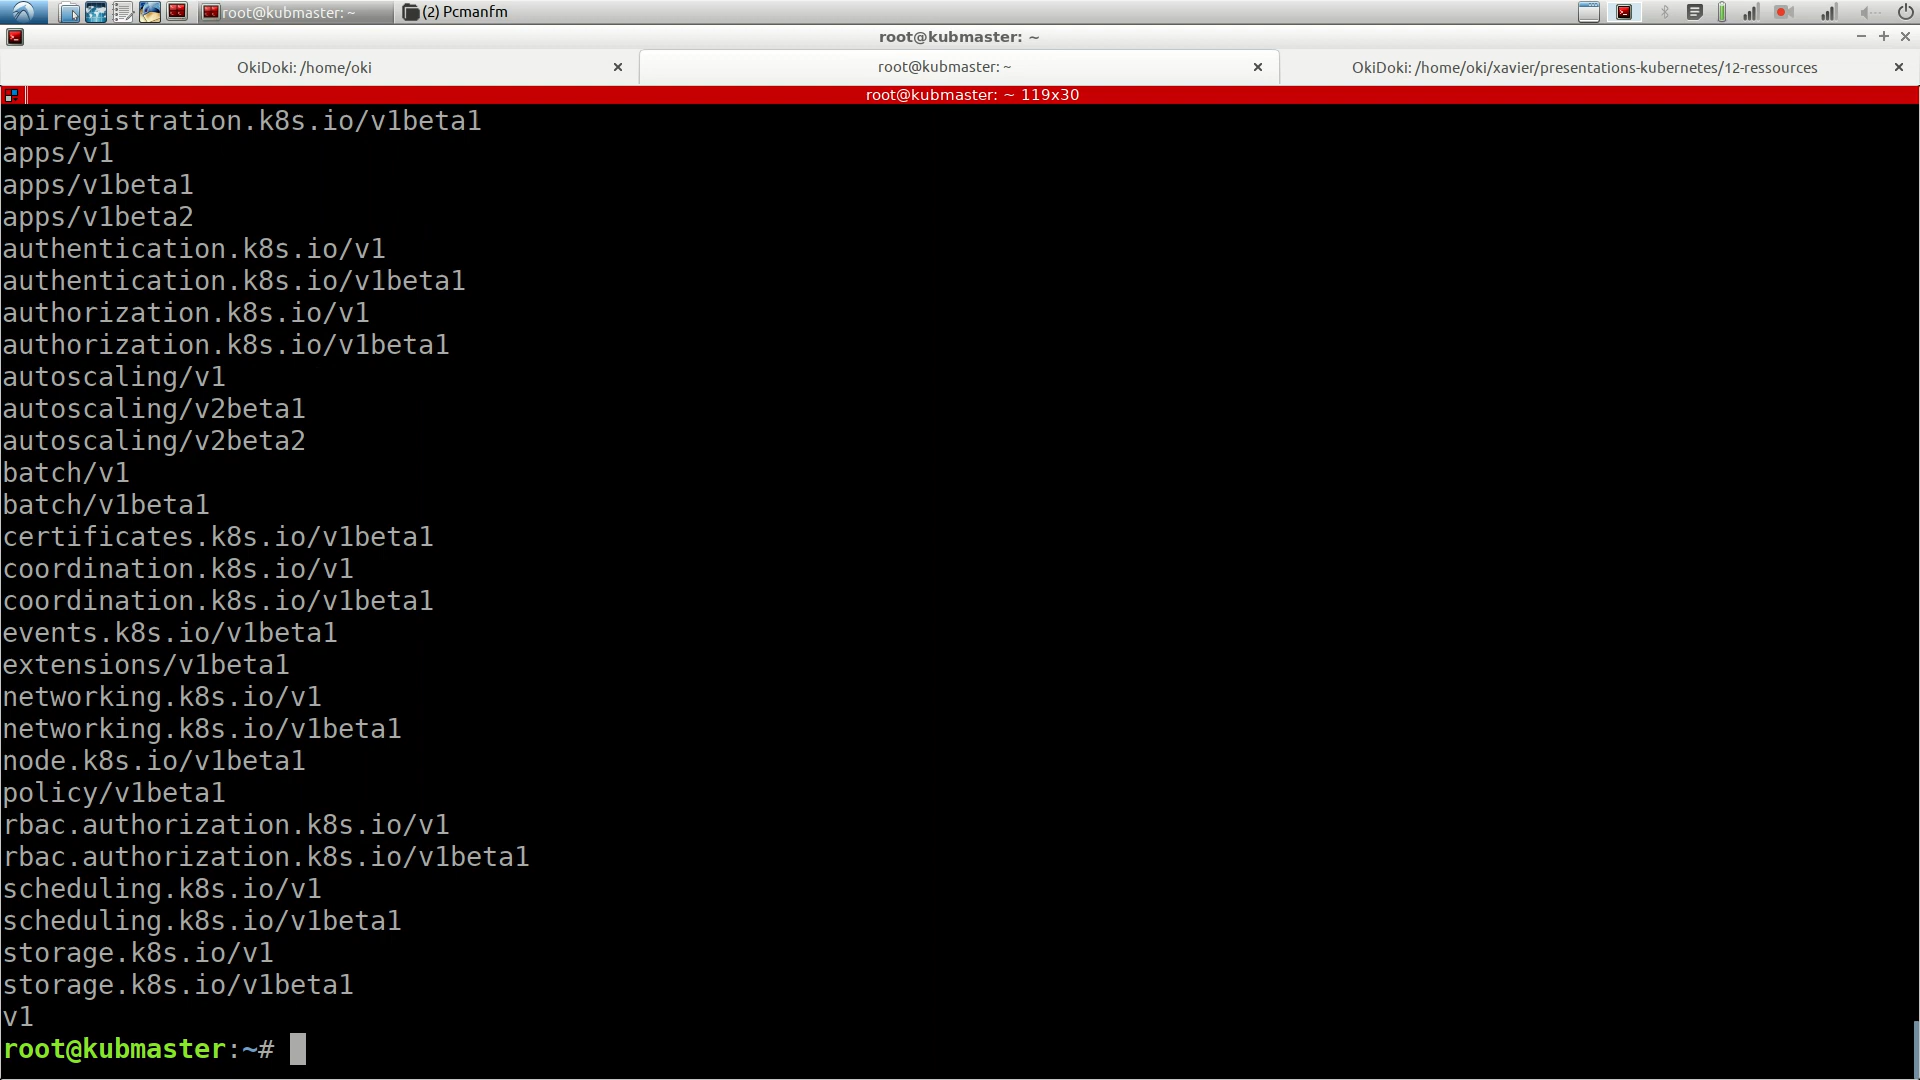 root@kubmaster: ~
(2) Pcmanfm
root@kubmaster: ~
OkiDoki: /home/oki
root@kubmaster: ~
OkiDoki: /home/oki/xavier/presentations-kubernetes/12-ressources
root@kubmaster: ~ 119x30
apiregistration.k8s.io/v1beta1
apps/v1
apps/v1beta1
apps/v1beta2
authentication.k8s.io/v1
authentication.k8s.io/v1beta1
authorization.k8s.io/v1
authorization.k8s.io/v1beta1
autoscaling/v1
autoscaling/v2beta1
autoscaling/v2beta2
batch/v1
batch/v1beta1
certificates.k8s.io/v1beta1
coordination.k8s.io/v1
coordination.k8s.io/v1beta1
events.k8s.io/v1beta1
extensions/v1beta1
networking.k8s.io/v1
networking.k8s.io/v1beta1
node.k8s.io/v1beta1
policy/v1beta1
rbac.authorization.k8s.io/v1
rbac.authorization.k8s.io/v1beta1
scheduling.k8s.io/v1
scheduling.k8s.io/v1beta1
storage.k8s.io/v1
storage.k8s.io/v1beta1
v1
root@kubmaster:~#